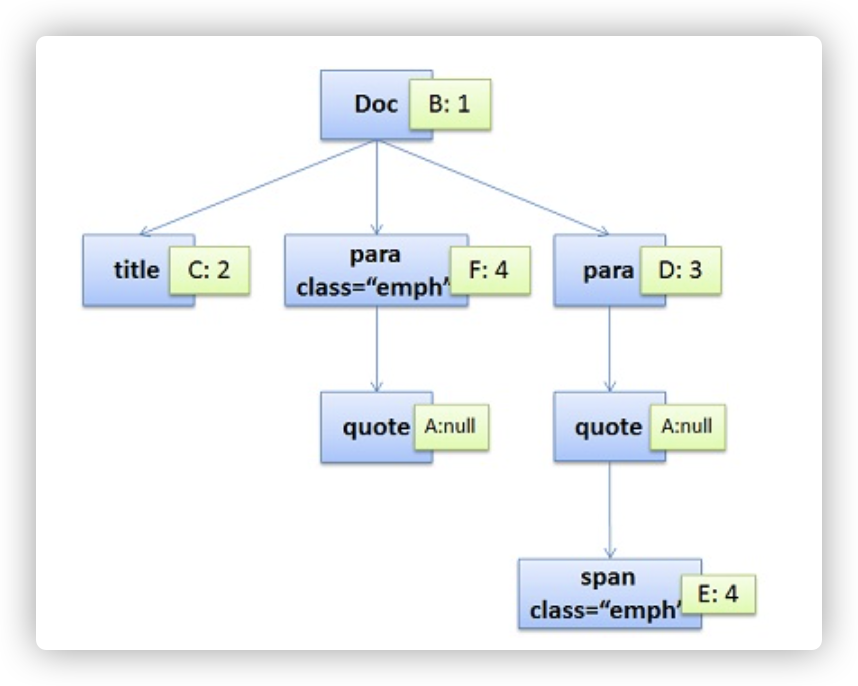 Doc
B: 1
title
C: 2
para
class=“emph”
F: 4
para
D: 3
quote
A:null
quote
A:null
span
class=“emph”
E: 4